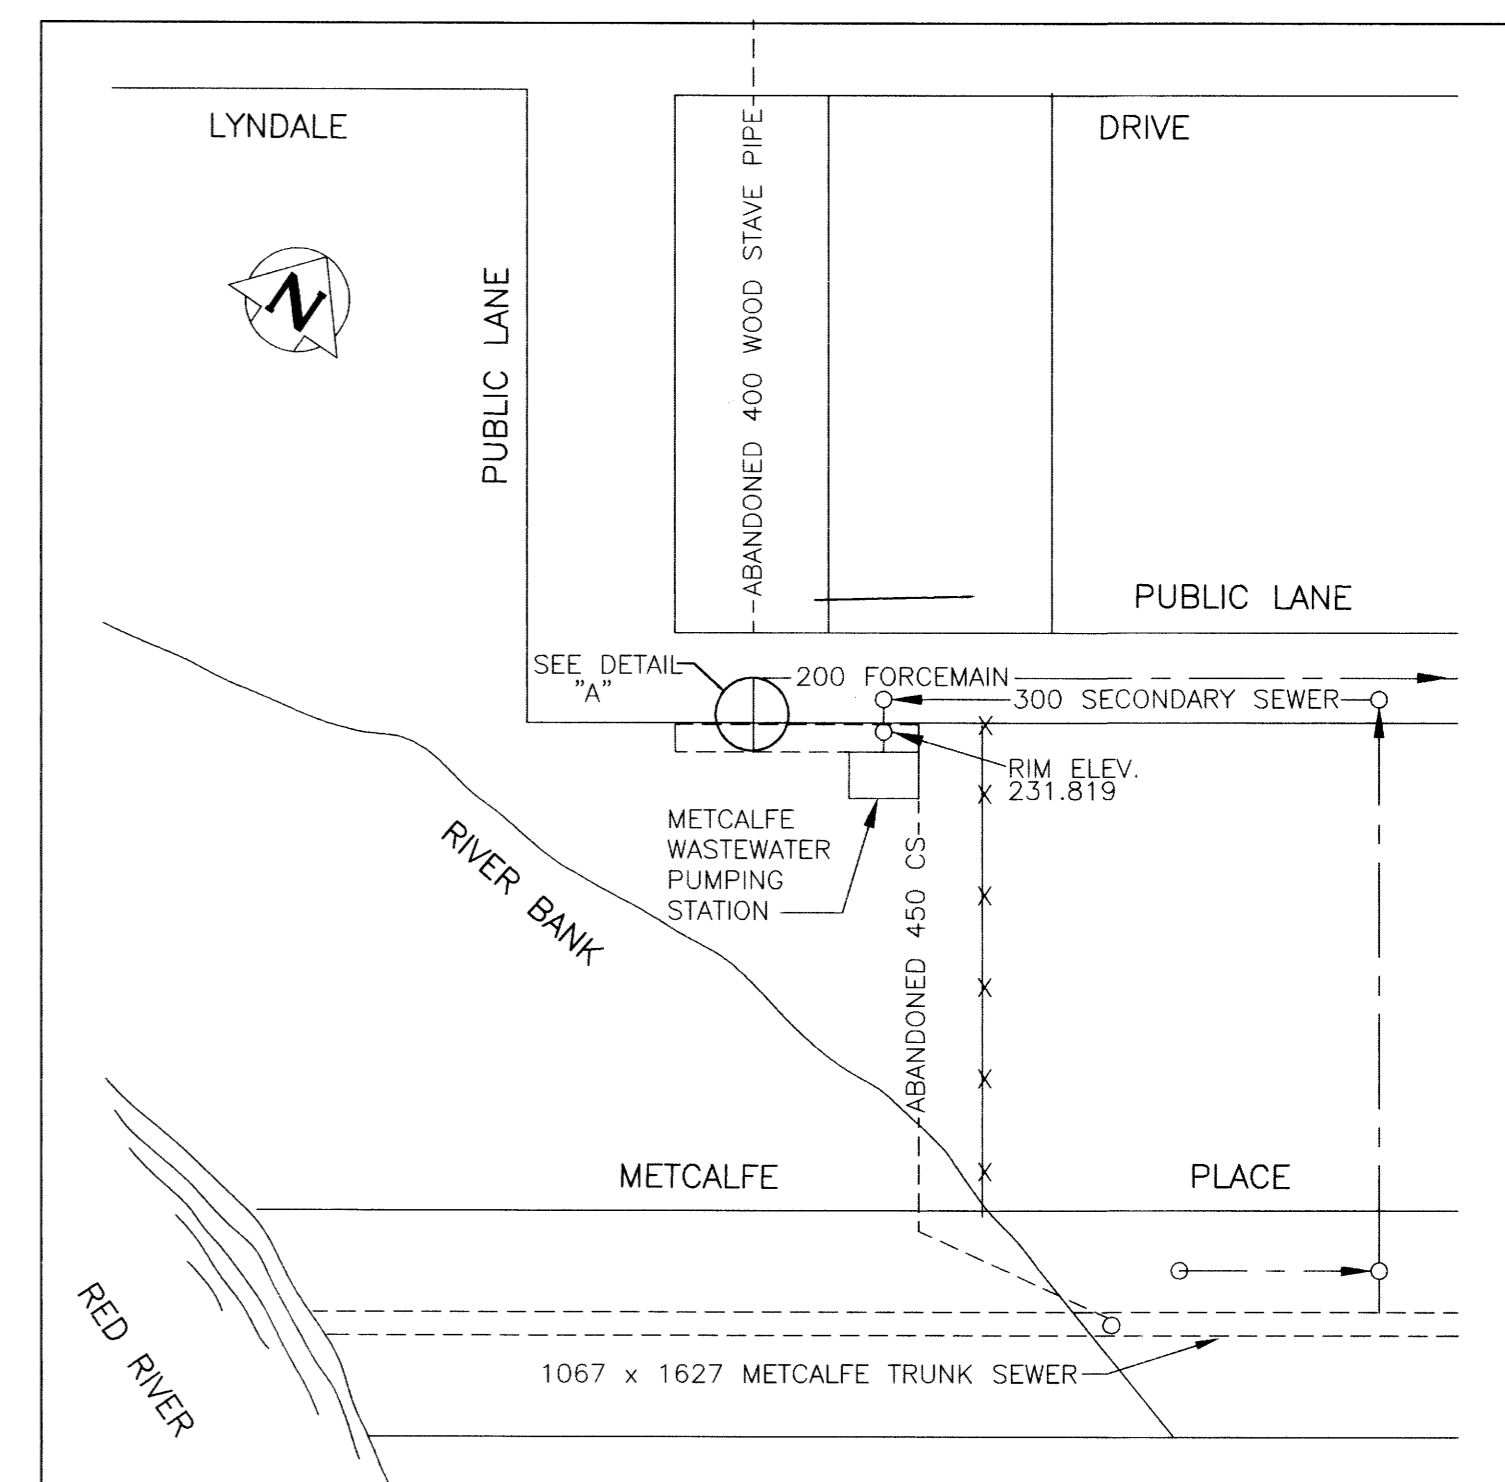 LYNDALE
DRIVE
N
PUBLIC LANE
ABANDONED 400 WOOD STAVE PIPE
PUBLIC LANE
SEE DETAIL
"A"
200 FORCEMAIN
300 SECONDARY SEWER
RIM ELEV.
231.819
METCALFE
WASTEWATER
PUMPING
STATION
RIVER BANK
ABANDONED 450 CS
METCALFE
PLACE
RED RIVER
1067 x 1627 METCALFE TRUNK SEWER